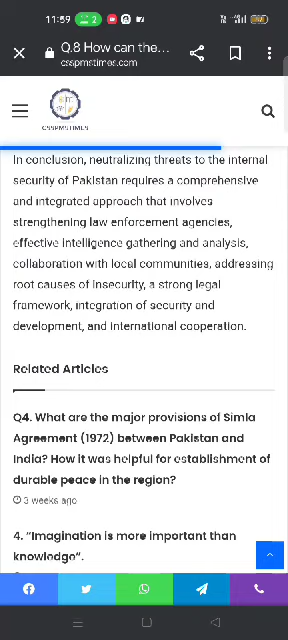 11:59
2
Q.8 How can the...
csspmstimes.com
CSSPMSTIMES
In conclusion, neutralizing threats to the internal
security of Pakistan requires a comprehensive
and integrated approach that involves
strengthening law enforcement agencies,
effective intelligence gathering and analysis,
collaboration with local communities, addressing
root causes of insecurity, a strong legal
framework, integration of security and
development, and international cooperation.
Related Articles
Q4. What are the major provisions of Simla
Agreement (1972) between Pakistan and
India? How it was helpful for establishment of
durable peace in the region?
3 weeks ago
4. “Imagination is more important than
knowledge”.